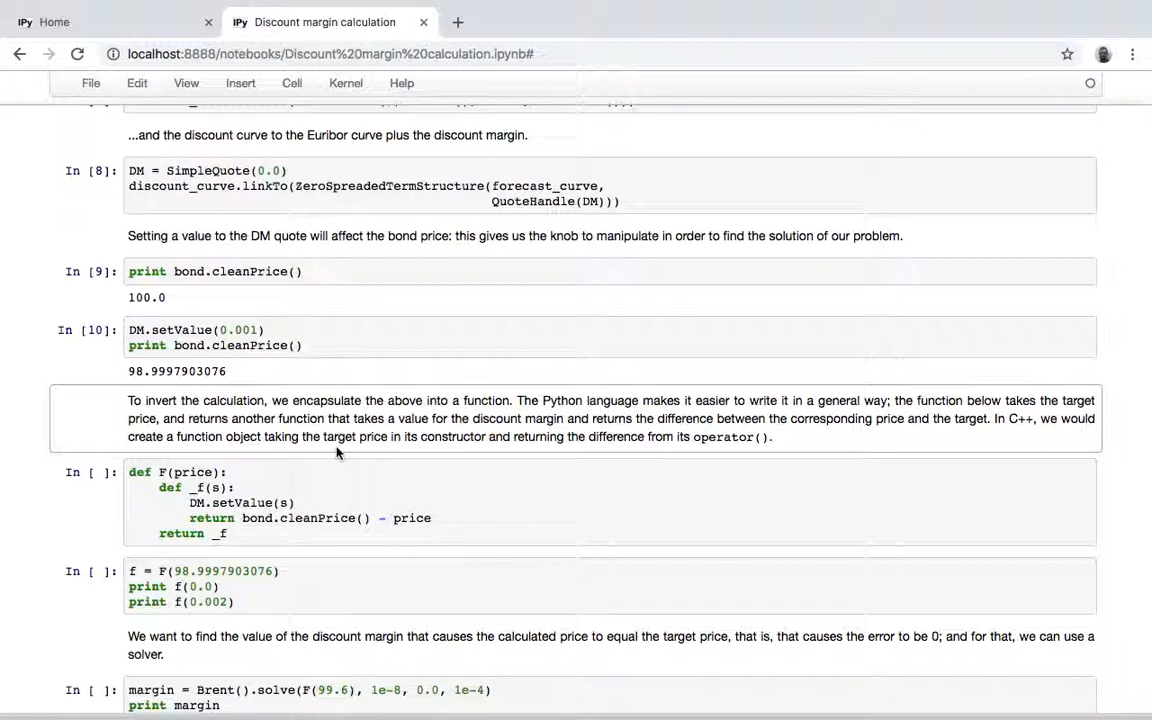 IPy Home
IPy Discount margin calculation
localhost:8888/notebooks/Discount%20margin%20calculation.ipynb#
File Edit View Insert Cell Kernel Help
...and the discount curve to the Euribor curve plus the discount margin.
In [8]: DM = SimpleQuote(0.0)
discount_curve.linkTo(ZeroSpreadedTermStructure(forecast_curve,
QuoteHandle(DM)))
Setting a value to the DM quote will affect the bond price: this gives us the knob to manipulate in order to find the solution of our problem.
In [9]: print bond.cleanPrice()
100.0
In [10]: DM.setValue(0.001)
print bond.cleanPrice()
98.9997903076
To invert the calculation, we encapsulate the above into a function. The Python language makes it easier to write it in a general way; the function below takes the target
price, and returns another function that takes a value for the discount margin and returns the difference between the corresponding price and the target. In C++, we would
create a function object taking the target price in its constructor and returning the difference from its operator().
In [ ]: def F(price):
def _f(s):
DM.setValue(s)
return bond.cleanPrice() - price
return _f
In [ ]: f = F(98.9997903076)
print f(0.0)
print f(0.002)
We want to find the value of the discount margin that causes the calculated price to equal the target price, that is, that causes the error to be 0; and for that, we can use a
solver.
In [ ]: margin = Brent().solve(F(99.6), 1e-8, 0.0, 1e-4)
print margin